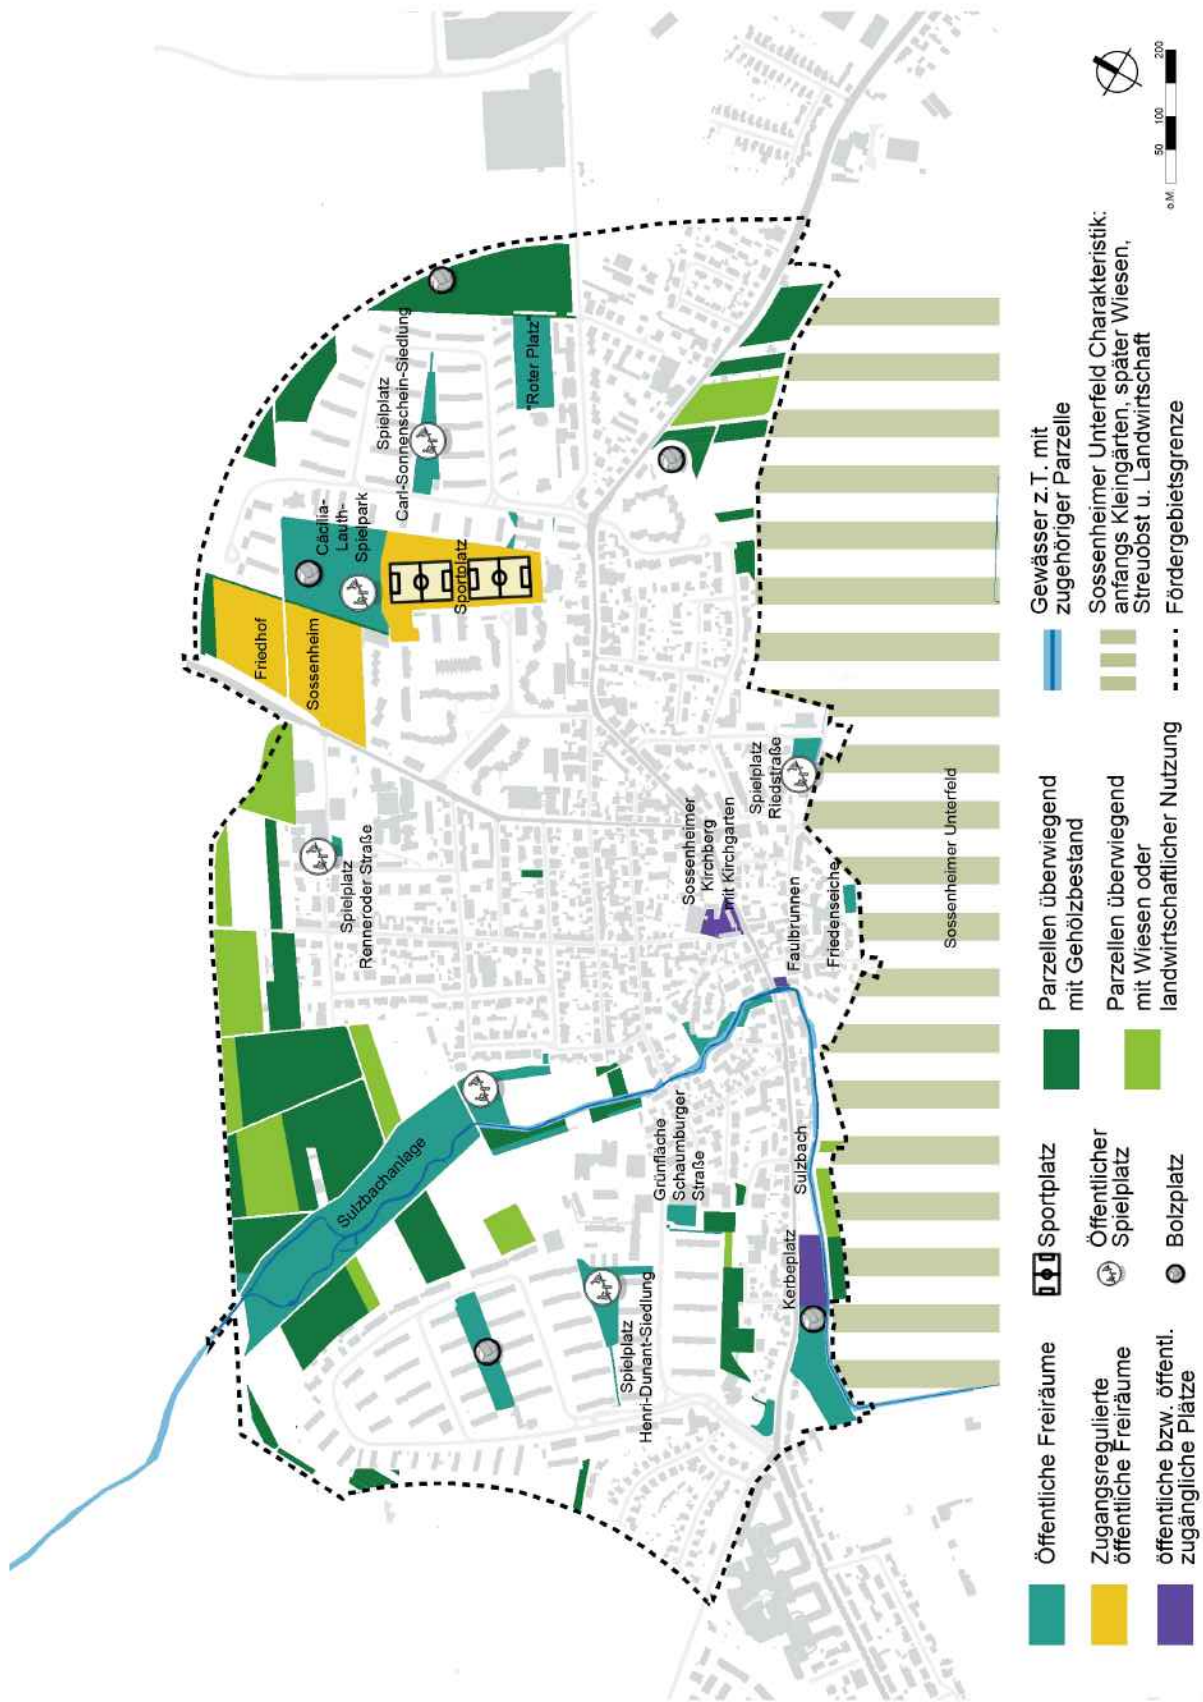 Friedhof
Sossenheim
Cäcilia-
Lauth-
Spielpark
Spielplatz
Carl-Sonnenschein-Siedlung
"Roter Platz"
Sportplatz
Spielplatz
Renneroder Straße
Sulzbachanlage
Sossenheimer
Kirchberg
mit Kirchgarten
Spielplatz
Riedstraße
Faulbrunnen
Friedenseiche
Grünfläche
Schaumburger
Straße
Spielplatz
Henri-Dunant-Siedlung
Sulzbach
Kerbeplatz
Sossenheimer Unterfeld
Öffentliche Freiräume
Zugangsregulierte
öffentliche Freiräume
öffentliche bzw. öffentl.
zugängliche Plätze
Sportplatz
Öffentlicher
Spielplatz
Bolzplatz
Parzellen überwiegend
mit Gehölzbestand
Parzellen überwiegend
mit Wiesen oder
landwirtschaftlicher Nutzung
Gewässer z.T. mit
zugehöriger Parzelle
Sossenheimer Unterfeld Charakteristik:
anfangs Kleingärten, später Wiesen,
Streuobst u. Landwirtschaft
Fördergebietsgrenze
o.M. 50 100 200